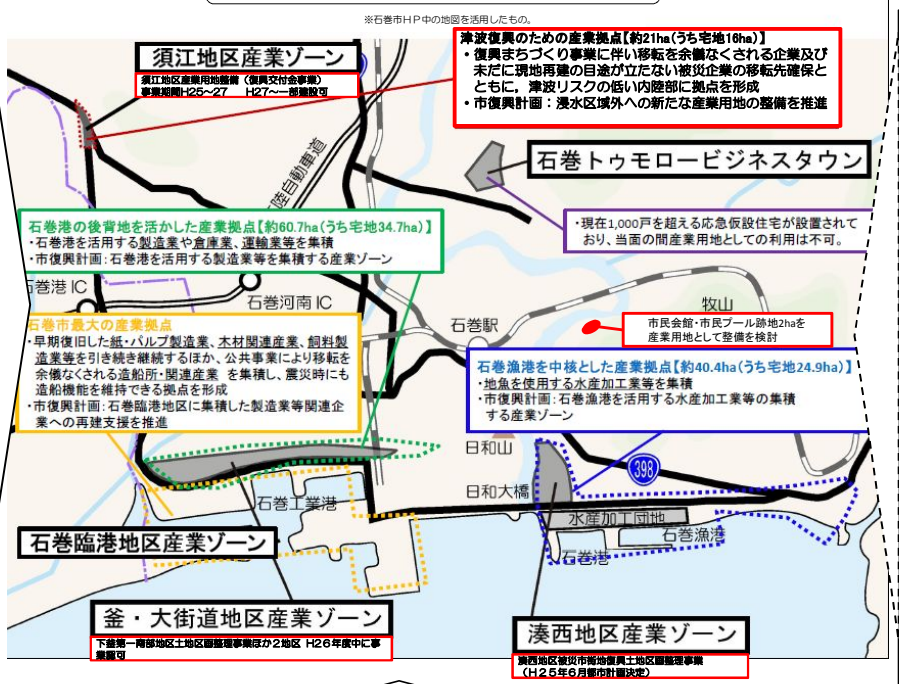 ※石巻市ＨＰ中の地図を活用したもの。
須江地区産業ゾーン
須江地区産業用地整備（復興交付金事業）
事業期間H25～27　H27～一部建設可
津波復興のための産業拠点【約21ha(うち宅地16ha)】
・復興まちづくり事業に伴い移転を余儀なくされる企業及び
未だに現地再建の目途が立たない被災企業の移転先確保と
ともに，津波リスクの低い内陸部に拠点を形成
・市復興計画：浸水区域外への新たな産業用地の整備を推進
陸自動車道
石巻トゥモロービジネスタウン
・現在1,000戸を超える応急仮設住宅が設置されて
おり、当面の間産業用地としての利用は不可。
石巻港の後背地を活かした産業拠点【約60.7ha(うち宅地34.7ha)】
・石巻港を活用する製造業や倉庫業、運輸業等を集積
・市復興計画:石巻港を活用する製造業等を集積する産業ゾーン
石巻港 IC
石巻河南 IC
石巻駅
牧山
市民会館・市民プール跡地2haを
産業用地として整備を検討
石巻市最大の産業拠点
・早期復旧した紙・パルプ製造業、木材関連産業、飼料製
造業等を引き続き継続するほか、公共事業により移転を
余儀なくされる造船所・関連産業 を集積し、震災時にも
造船機能を維持できる拠点を形成
・市復興計画：石巻臨港地区に集積した製造業等関連企
業への再建支援を推進
石巻漁港を中核とした産業拠点【約40.4ha(うち宅地24.9ha)】
・地魚を使用する水産加工業等を集積
・市復興計画：石巻漁港を活用する水産加工業等の集積
する産業ゾーン
日和山
398
日和大橋
石巻工業港
水産加工団地
石巻漁港
石巻港
石巻臨港地区産業ゾーン
釜・大街道地区産業ゾーン
下釜第一南部地区土地区画整理事業ほか２地区 H26年度中に事
業認可
湊西地区産業ゾーン
湊西地区被災市街地復興土地区画整理事業
（Ｈ２５年６月都市計画決定）